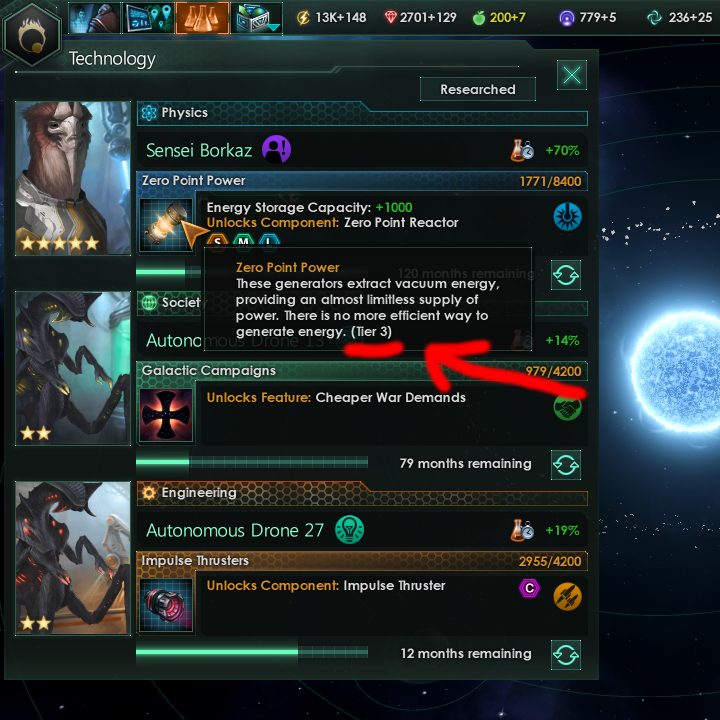 13K+148 2701+129 200+7 779+5 236+25
Technology
Researched
Physics
Sensei Borkaz +70%
Zero Point Power 1771/8400
Energy Storage Capacity: +1000
Unlocks Component: Zero Point Reactor
S M L
120 months remaining
Zero Point Power
These generators extract vacuum energy,
providing an almost limitless supply of
power. There is no more efficient way to
generate energy. (Tier 3)
Societ
Autonomous Drone 13 +14%
Galactic Campaigns 979/4200
Unlocks Feature: Cheaper War Demands
79 months remaining
Engineering
Autonomous Drone 27 +19%
Impulse Thrusters 2955/4200
Unlocks Component: Impulse Thruster C
12 months remaining